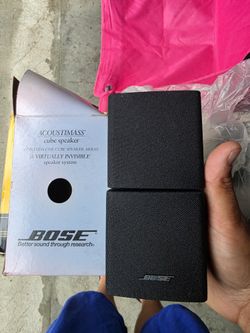 ACOUSTIMASS®
cube speaker
& VIRTUALLY INVISIBLE®
speaker system
BOSE®
Better sound through research®
BOSE